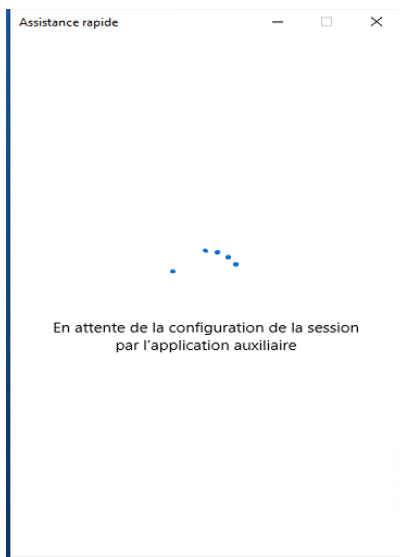 Assistance rapide
En attente de la configuration de la session
par l'application auxiliaire